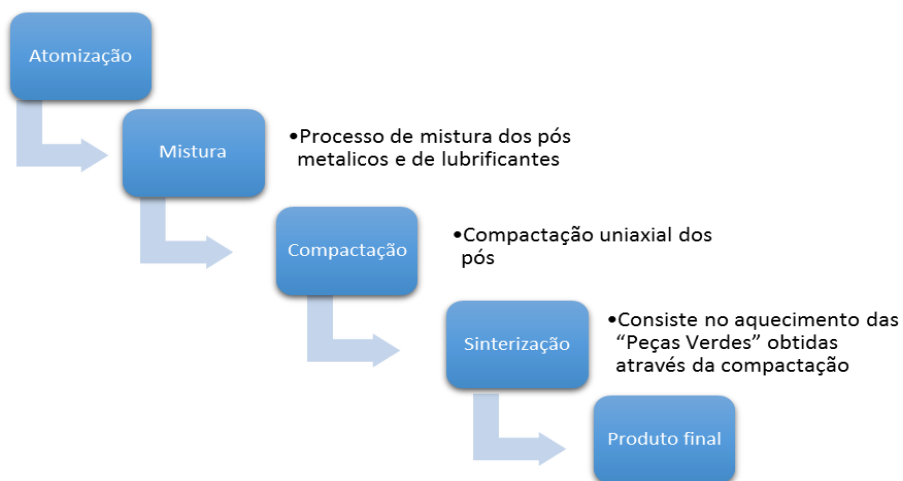 Atomização
Mistura
•Processo de mistura dos pós
metalicos e de lubrificantes
Compactação
•Compactação uniaxial dos
pós
Sinterização
•Consiste no aquecimento das
“Peças Verdes” obtidas
através da compactação
Produto final